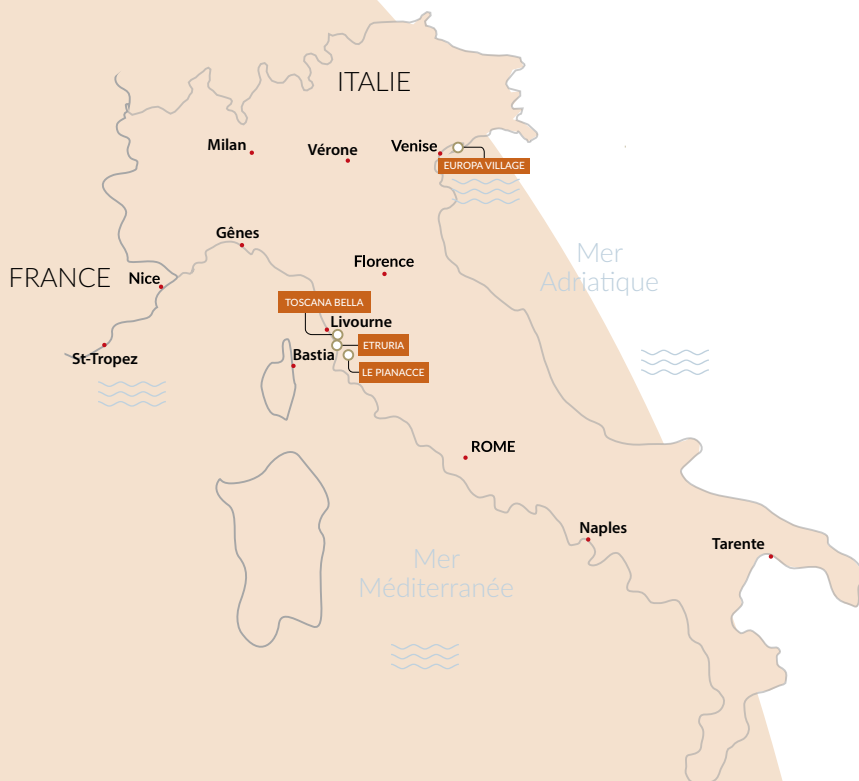 ITALIE
Milan
Vérone
Venise
EUROPA VILLAGE
Gênes
Mer
Adriatique
Florence
FRANCE
Nice
TOSCANA BELLA
Livourne
ETRURIA
Bastia
St-Tropez
LE PIANACCE
ROME
Naples
Tarente
Mer
Méditerranée